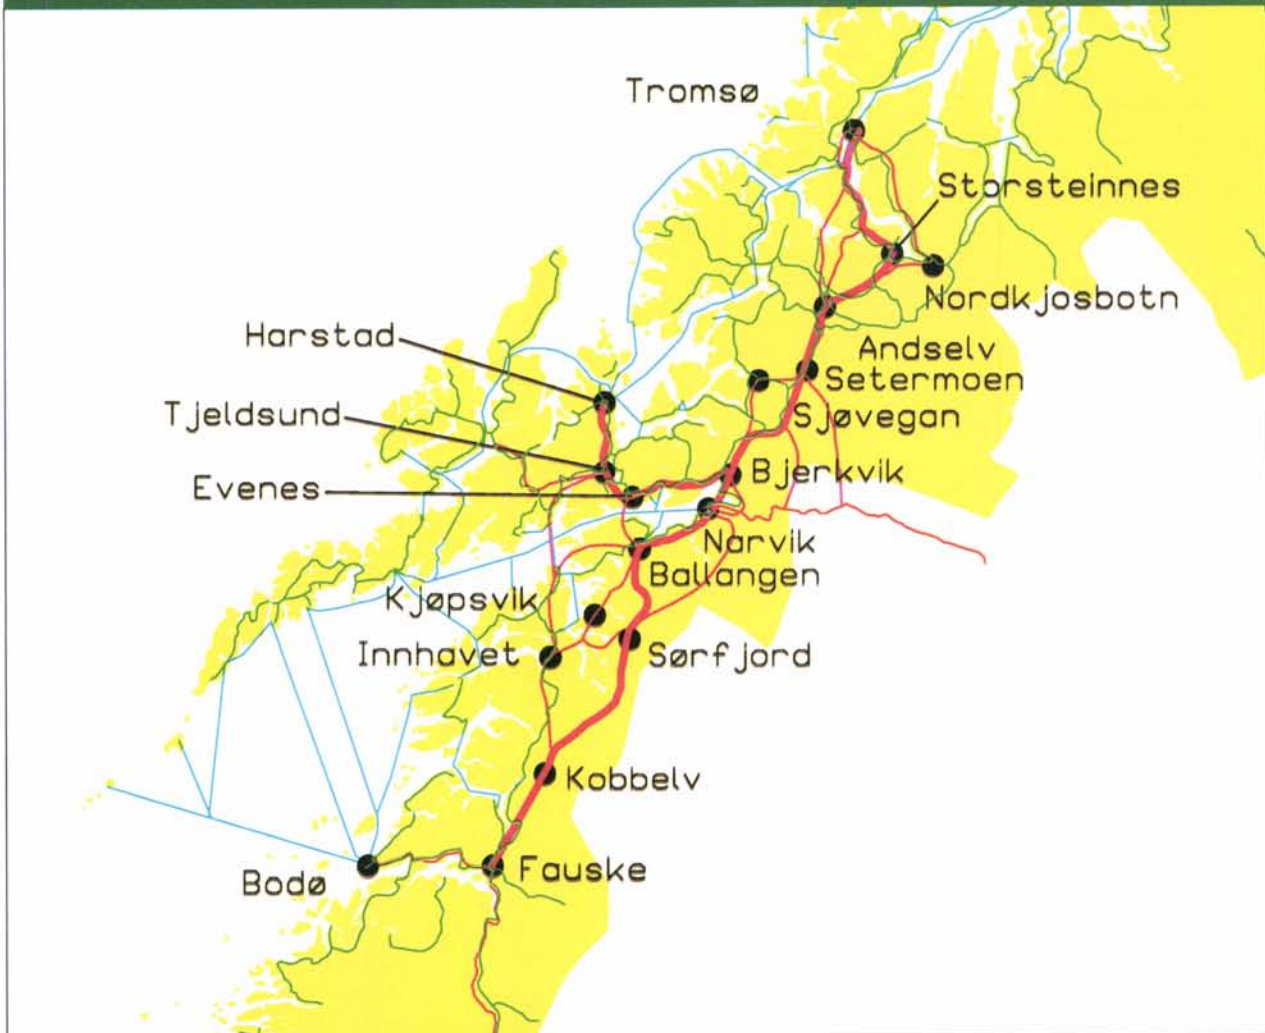 Tromsø
Storsteinnes
Nordkjosbotn
Harstad
Andselv
Setermoen
Tjeldsund
Sjøvegan
Bjerkvik
Evenes
Narvik
Ballangen
Kjøpsvik
Innhavet
Sørfjord
Kobbelv
Fauske
Bodø